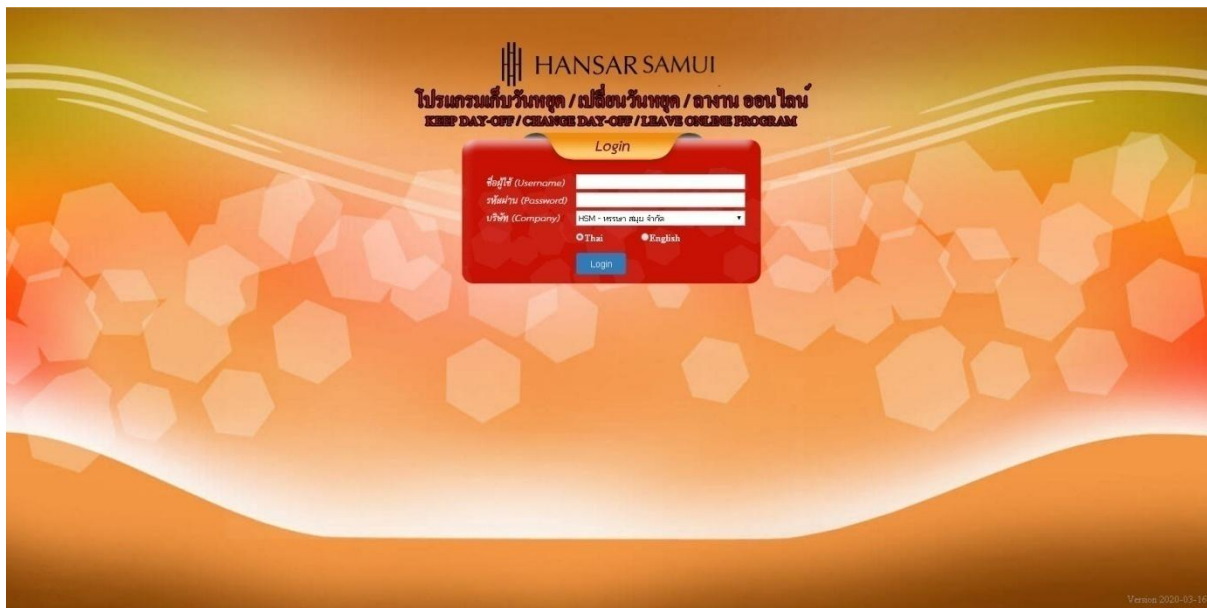 HANSAR SAMUI
โปรแกรมเก็บวันหยุด / เปลี่ยนวันหยุด / ลางาน ออนไลน์
KEEP DAY-OFF / CHANGE DAY-OFF / LEAVE ONLINE PROGRAM
Login
ชื่อผู้ใช้ (Username)
รหัสผ่าน (Password)
บริษัท (Company) HSM - หรรษา สมุย จำกัด
Thai English
Login
Version 2020-03-16